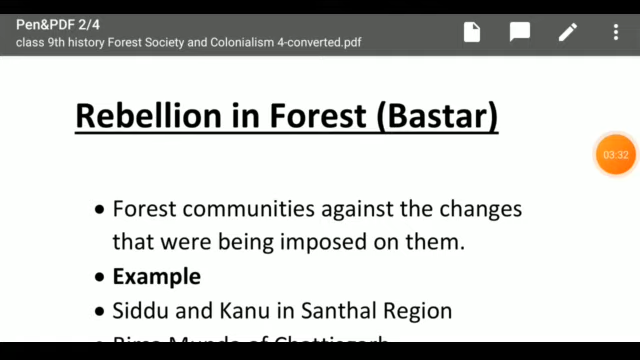 Pen&PDF 2/4
class 9th history Forest Society and Colonialism 4-converted.pdf
Rebellion in Forest (Bastar)
03:32
• Forest communities against the changes
that were being imposed on them.
• Example
• Siddu and Kanu in Santhal Region
• Birsa Munda of Chattisgarh